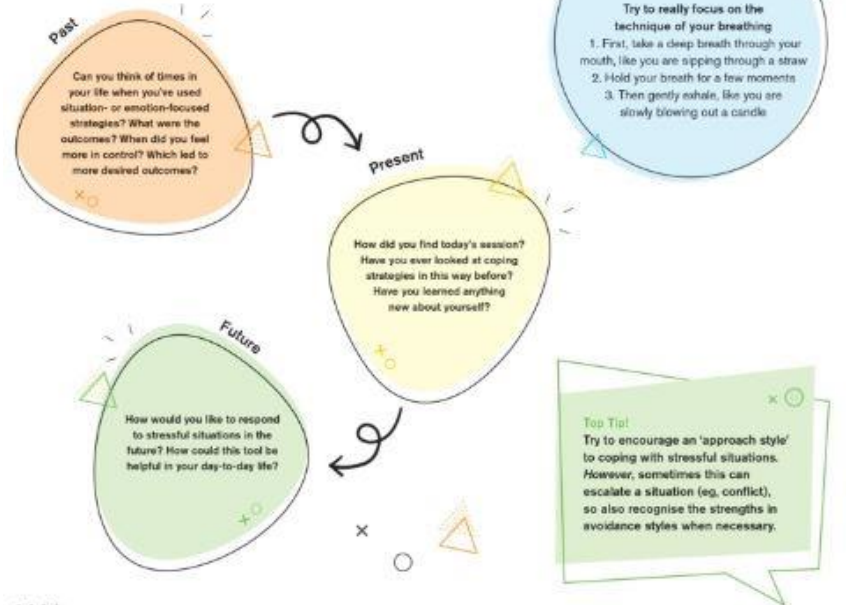 Past
Can you think of times in
your life when you've used
situation- or emotion-focused
strategies? What were the
outcomes? When did you feel
more in control? Which led to
more desired outcomes?
Try to really focus on the
technique of your breathing
1. First, take a deep breath through your
mouth, like you are sipping through a straw
2. Hold your breath for a few moments
3. Then gently exhale, like you are
slowly blowing out a candle
Present
How did you find today's session?
Have you ever looked at coping
strategies in this way before?
Have you learned anything
new about yourself?
Future
How would you like to respond
to stressful situations in the
future? How could this tool be
helpful in your day-to-day life?
Top Tip!
Try to encourage an 'approach style'
to coping with stressful situations.
However, sometimes this can
escalate a situation (eg, conflict),
so also recognise the strengths in
avoidance styles when necessary.